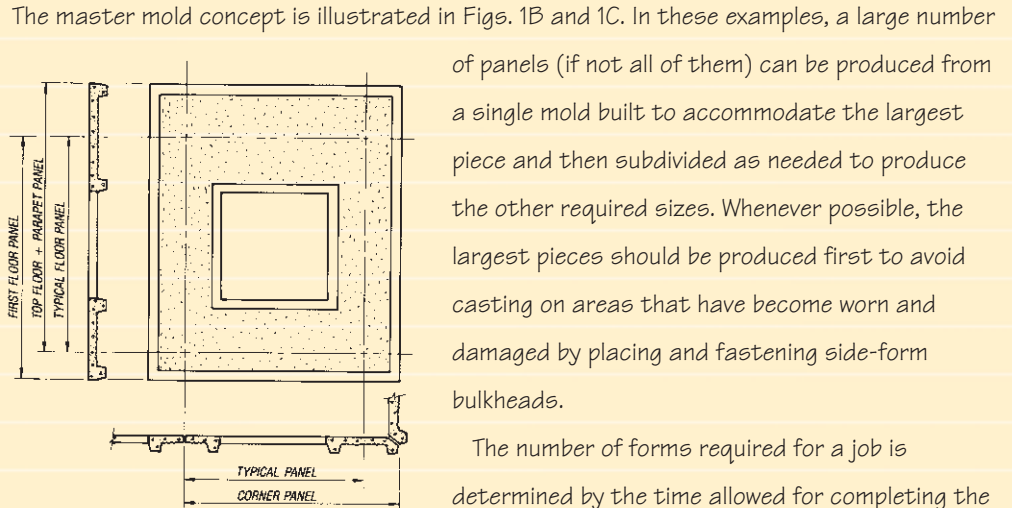 The master mold concept is illustrated in Figs. 1B and 1C. In these examples, a large number
of panels (if not all of them) can be produced from
a single mold built to accommodate the largest
piece and then subdivided as needed to produce
the other required sizes. Whenever possible, the
largest pieces should be produced first to avoid
casting on areas that have become worn and
damaged by placing and fastening side-form
bulkheads.
The number of forms required for a job is
determined by the time allowed for completing the
FIRST FLOOR PANEL
TOP FLOOR + PARAPET PANEL
TYPICAL FLOOR PANEL
TYPICAL PANEL
CORNER PANEL